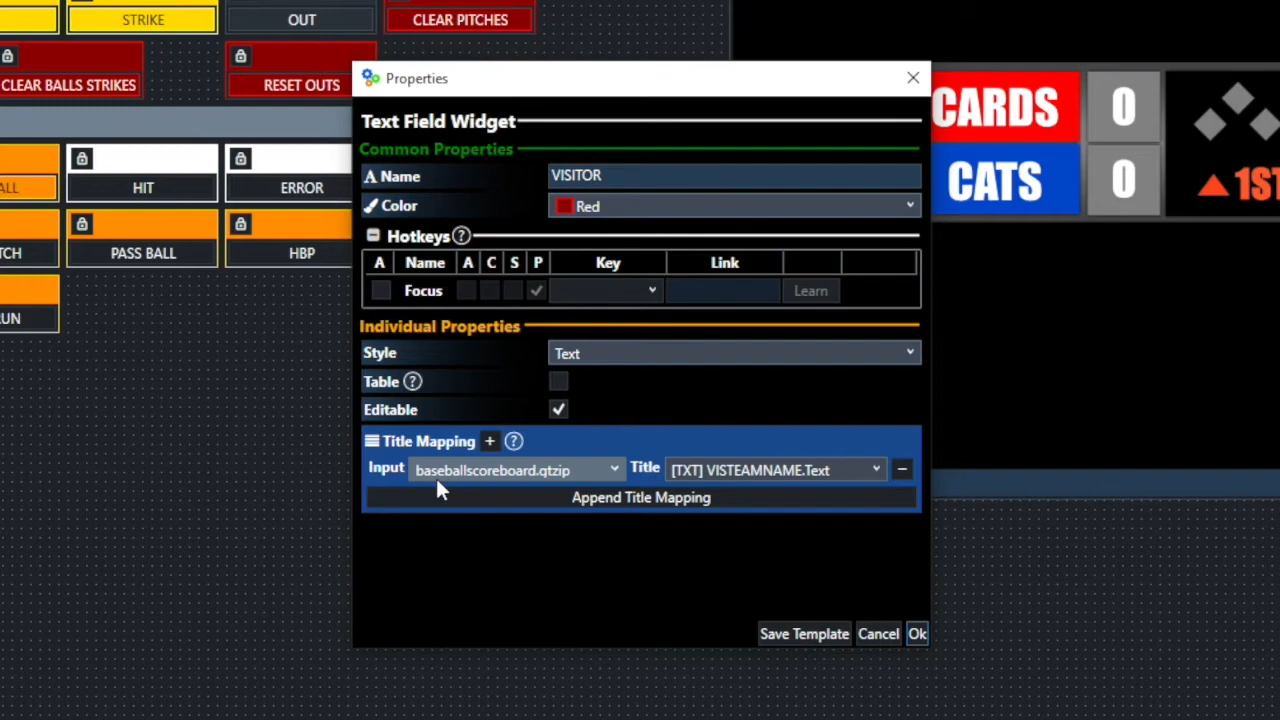 STRIKE
OUT
CLEAR PITCHES
CLEAR BALLS STRIKES
RESET OUTS
HIT
ERROR
PASS BALL
HBP
Properties
Text Field Widget
Common Properties
A Name VISITOR
Color Red
Hotkeys ?
A Name A C S P Key Link
Focus Learn
Individual Properties
Style Text
Table ?
Editable
Title Mapping + ?
Input baseballscoreboard.gtzip Title [TXT] VISTEAMNAME.Text −
Append Title Mapping
Save Template Cancel Ok
CARDS 0
CATS 0
1ST